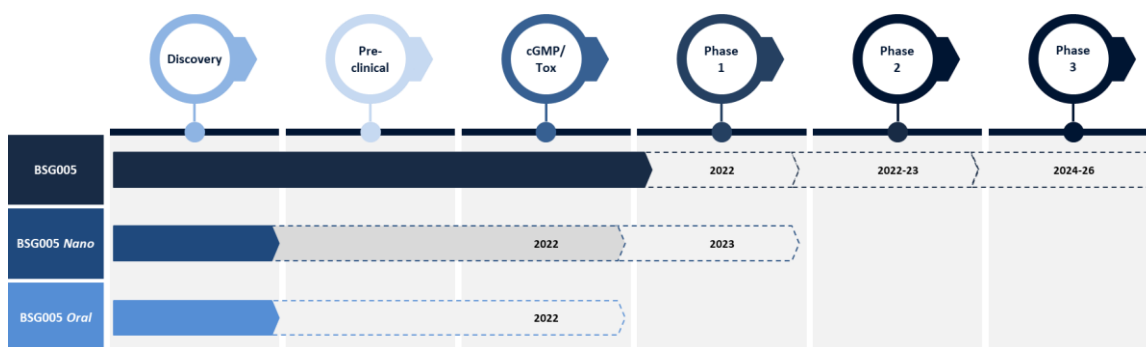 Discovery
Pre-
clinical
cGMP/
Tox
Phase
1
Phase
2
Phase
3
BSG005
2022
2022-23
2024-26
BSG005 Nano
2022
2023
BSG005 Oral
2022